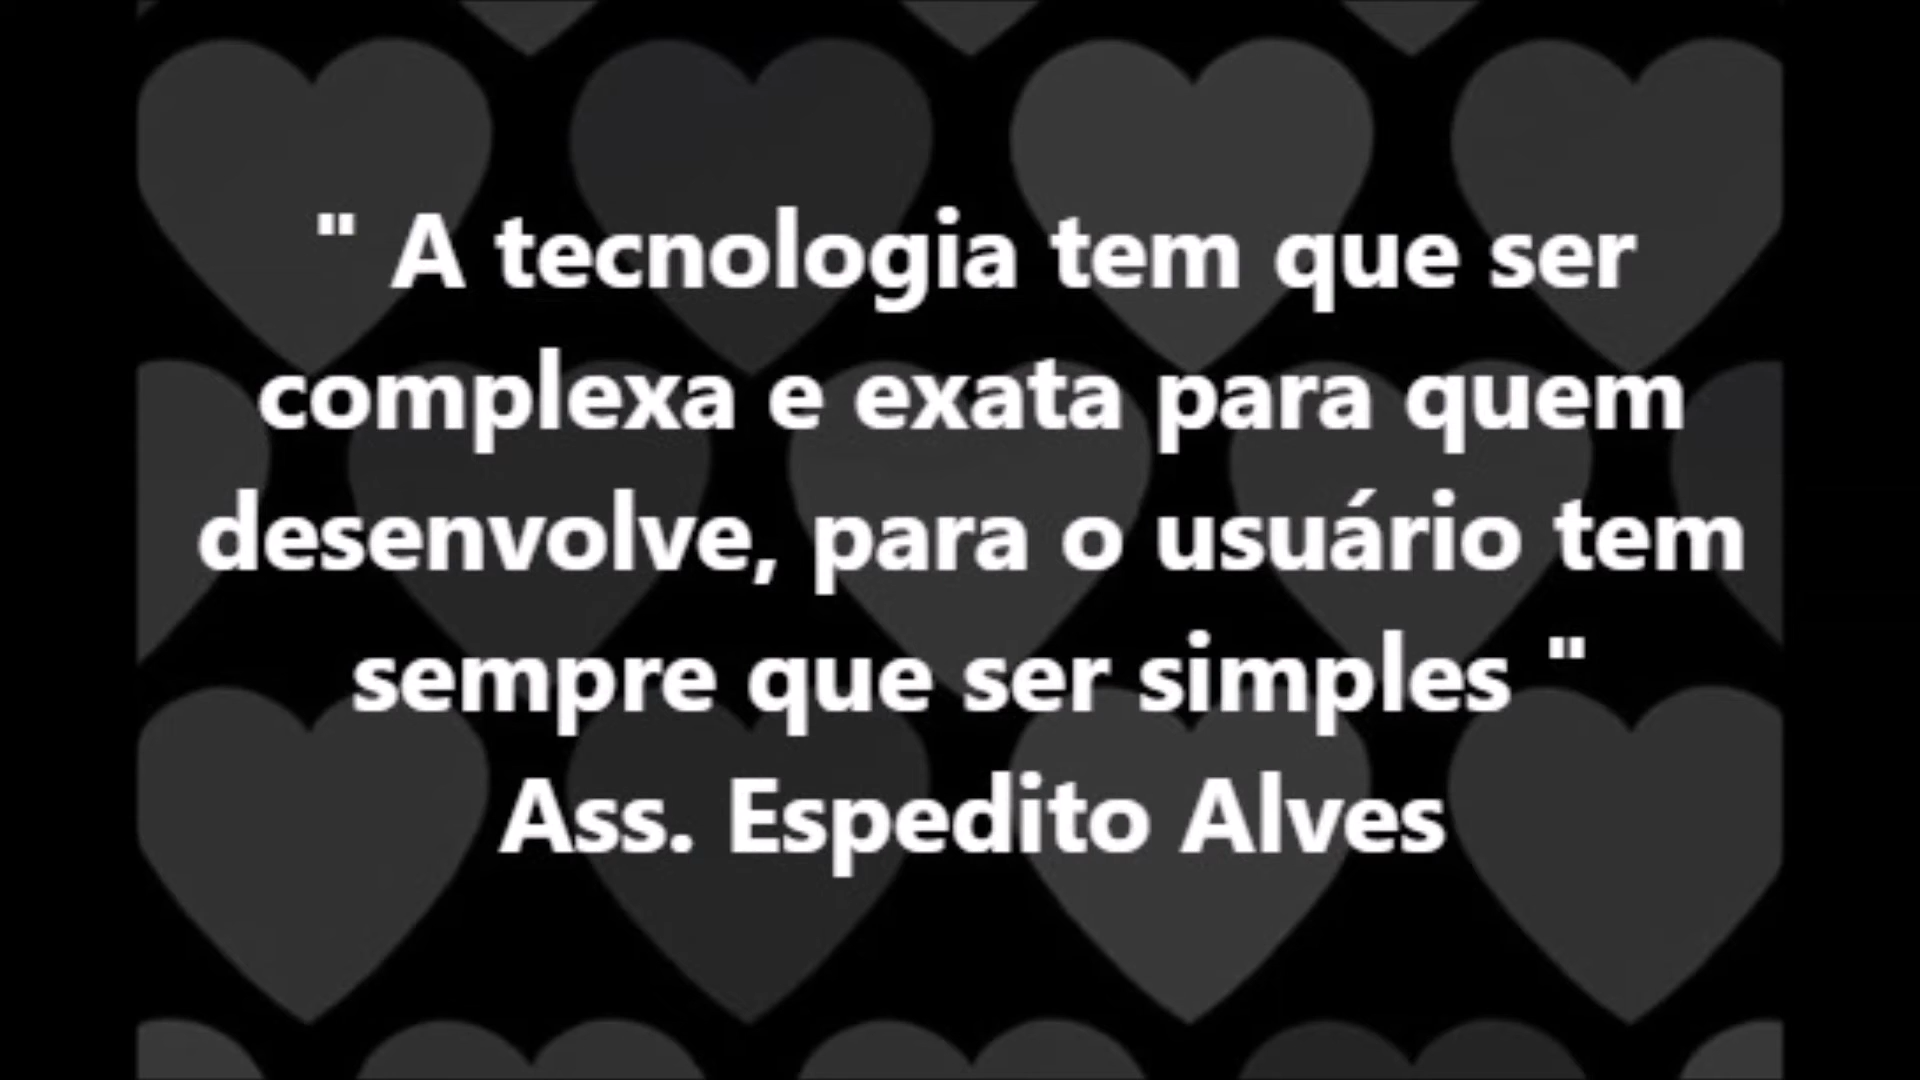 " A tecnologia tem que ser
complexa e exata para quem
desenvolve, para o usuário tem
sempre que ser simples "
Ass. Espedito Alves